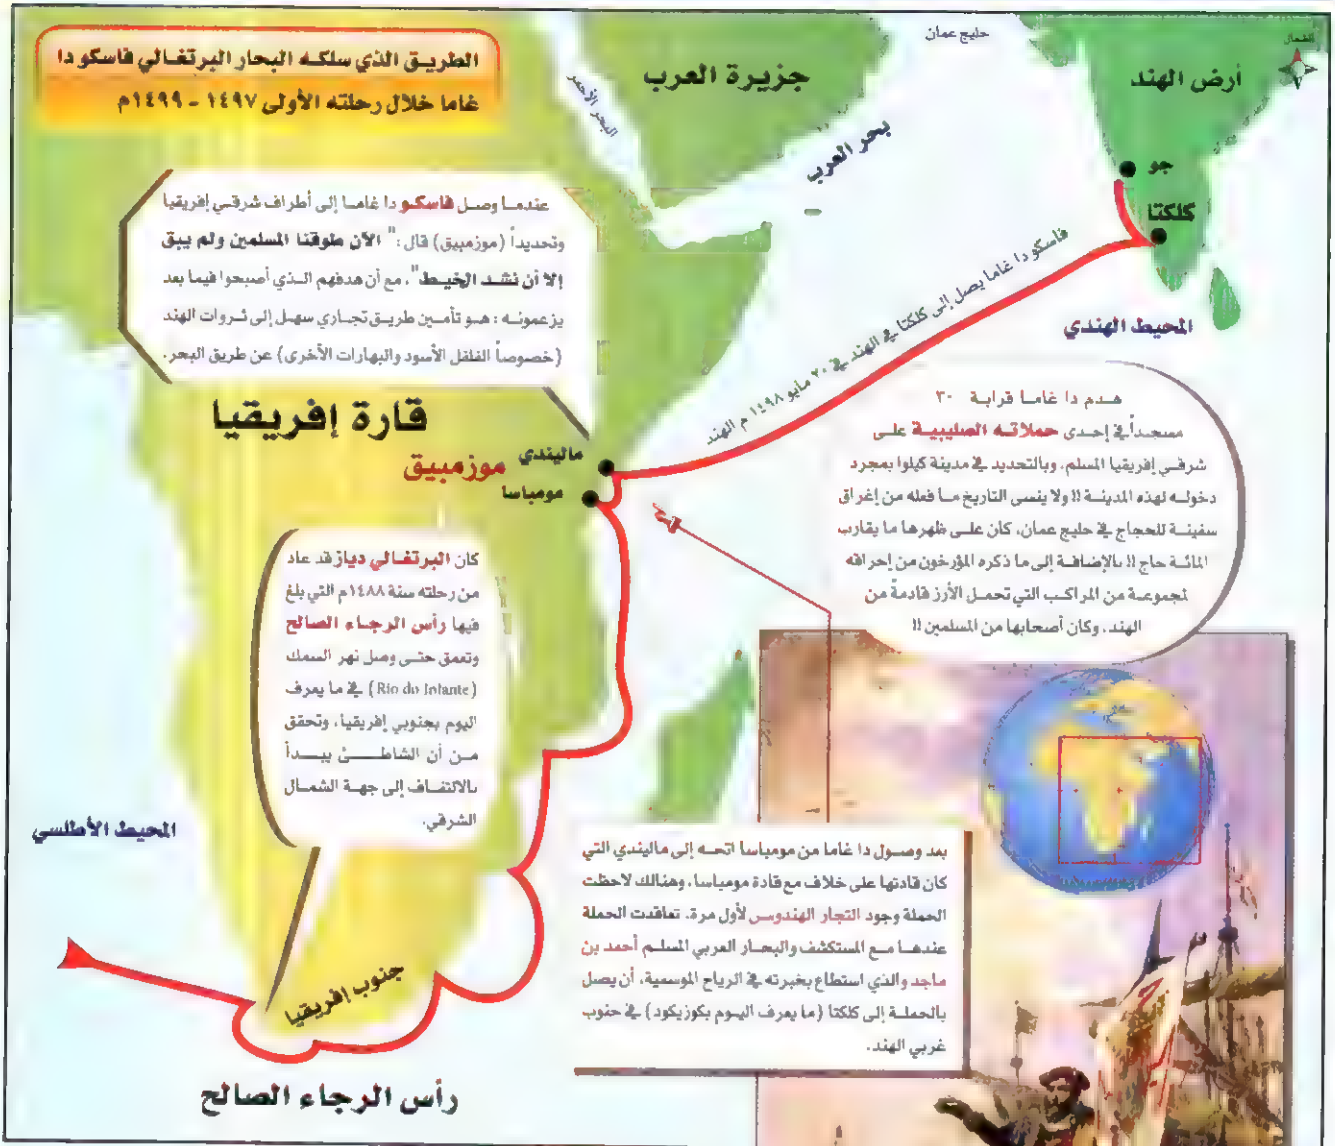 الطريق الذي سلكه البحار البرتغالي فاسكو دا
غاما خلال رحلته الأولى ١٤٩٧ - ١٤٩٩م
حليج عمان
الشمال
جزيرة العرب
أرض الهند
البحر الأحمر
بحر العرب
جو
كلكتا
عندما وصل فاسكو دا غاما إلى أطراف شرقي إفريقيا
وتحديداً (موزمبيق) قال: "الآن طوقنا المسلمين ولم يبق
إلا أن نشد الخيط". مع أن هدفهم الذي أصبحوا فيما بعد
يزعمونه: هو تأمين طريق تجاري سهل إلى ثروات الهند
(خصوصاً الفلفل الأسود والبهارات الأخرى) عن طريق البحر.
فاسكو دا غاما يصل إلى كلكتا في الهند في ٢٠ مايو ١٤٩٨ م الهند
المحيط الهندي
قارة إفريقيا
ماليندي
موزمبيق
مومباسا
هدم دا غاما قرابة ٣٠
مسجداً في إحدى حملاته الصليبية على
شرقي إفريقيا المسلم، وبالتحديد في مدينة كيلوا بمجرد
دخوله لهذه المدينة !! ولا ينسى التاريخ ما فعله من إغراق
سفينة للحجاج في خليج عمان، كان على ظهرها ما يقارب
المائة حاج !! بالإضافة إلى ما ذكره المؤرخون من إحراقه
لمجموعة من المراكب التي تحمل الأرز قادمة من
الهند، وكان أصحابها من المسلمين !!
كان البرتغالي دياز قد عاد
من رحلته سنة ١٤٨٨م التي بلغ
فيها رأس الرجاء الصالح
وتعمق حتى وصل نهر السمك
(Rio do Infante) في ما يعرف
اليوم بجنوبي إفريقيا، وتحقق
من أن الشاطئ يبدأ
بالالتفاف إلى جهة الشمال
الشرقي.
المحيط الأطلسي
بعد وصول دا غاما من مومباسا اتجه إلى ماليندي التي
كان قادتها على خلاف مع قادة مومباسا، وهنالك لاحظت
الحملة وجود التجار الهندوس لأول مرة. تعاقدت الحملة
عندها مع المستكشف والبحار العربي المسلم أحمد بن
ماجد والذي استطاع بخبرته في الرياح الموسمية، أن يصل
بالحملة إلى كلكتا (ما يعرف اليوم بكوزيكود) في جنوب
غربي الهند.
جنوب إفريقيا
رأس الرجاء الصالح